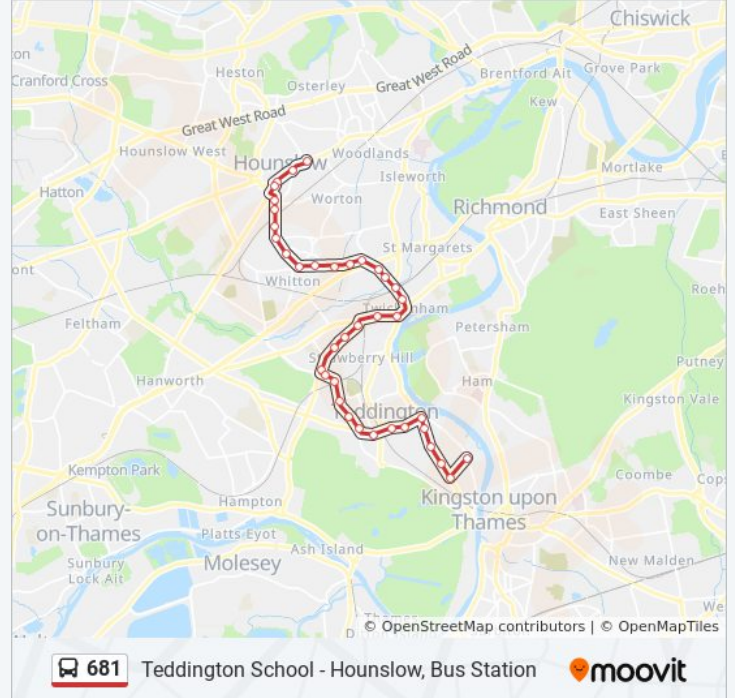 Chiswick
Heston
Great West Road
Brentford Ait
Grove Park
Cranford Cross
Osterley
Kew
Great West Road
Hounslow West
Hounslow
Woodlands
Isleworth
Mortlake
Hatton
Worton
Richmond
East Sheen
St Margarets
Whitton
Twickenham
Petersham
Feltham
Strawberry Hill
Putney
Hanworth
Ham
Kingston Vale
Teddington
Kempton Park
Coombe
Hampton
Kingston upon
Thames
Sunbury-
on-Thames
Platts Eyot
Ash Island
Sunbury
Lock Ait
Molesey
New Malden
© OpenStreetMap contributors | © OpenMapTiles
681 Teddington School - Hounslow, Bus Station
moovit